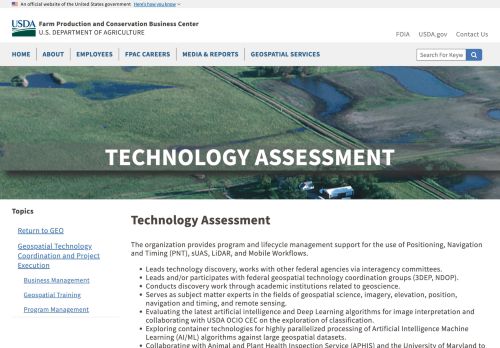 An official website of the United States government Here's how you know
USDA Farm Production and Conservation Business Center
U.S. DEPARTMENT OF AGRICULTURE
FOIA USDA.gov Contact Us
HOME ABOUT EMPLOYEES FPAC CAREERS MEDIA & REPORTS GEOSPATIAL SERVICES
Search For Keyw
TECHNOLOGY ASSESSMENT
Topics
Return to GEO
Geospatial Technology
Coordination and Project
Execution
Business Management
Geospatial Training
Program Management
Technology Assessment
The organization provides program and lifecycle management support for the use of Positioning, Navigation
and Timing (PNT), sUAS, LiDAR, and Mobile Workflows.
• Leads technology discovery, works with other federal agencies via interagency committees.
• Leads and/or participates with federal geospatial technology coordination groups (3DEP, NDOP).
• Conducts discovery work through academic institutions related to geoscience.
• Serves as subject matter experts in the fields of geospatial science, imagery, elevation, position,
navigation and timing, and remote sensing.
• Evaluating the latest artificial intelligence and Deep Learning algorithms for image interpretation and
collaborating with USDA OCIO CEC on the exploration of classification.
• Exploring container technologies for highly parallelized processing of Artificial Intelligence Machine
Learning (AI/ML) algorithms against large geospatial datasets.
• Collaborating with Animal and Plant Health Inspection Service (APHIS) and the University of Maryland to